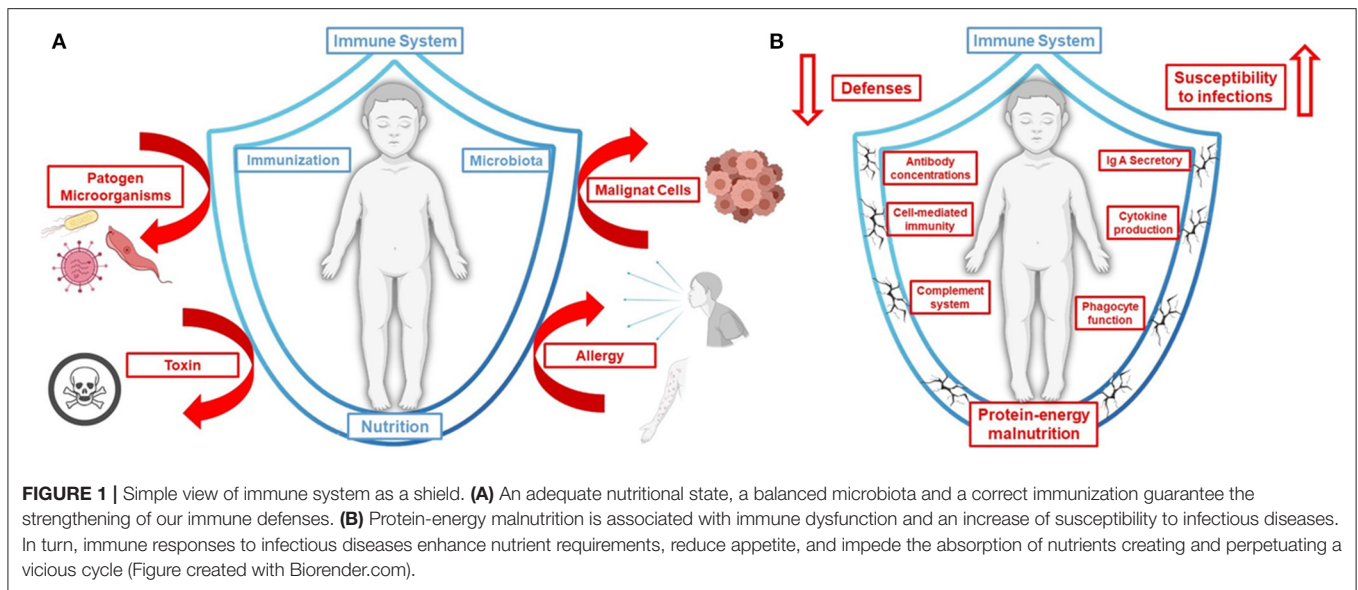 A
Immune System
Immunization
Microbiota
Patogen
Microorganisms
Malignat Cells
Toxin
Allergy
Nutrition
B
Immune System
Defenses
Susceptibility
to infections
Antibody
concentrations
Ig A Secretory
Cell-mediated
immunity
Cytokine
production
Complement
system
Phagocyte
function
Protein-energy
malnutrition
FIGURE 1 | Simple view of immune system as a shield. (A) An adequate nutritional state, a balanced microbiota and a correct immunization guarantee the
strengthening of our immune defenses. (B) Protein-energy malnutrition is associated with immune dysfunction and an increase of susceptibility to infectious diseases.
In turn, immune responses to infectious diseases enhance nutrient requirements, reduce appetite, and impede the absorption of nutrients creating and perpetuating a
vicious cycle (Figure created with Biorender.com).